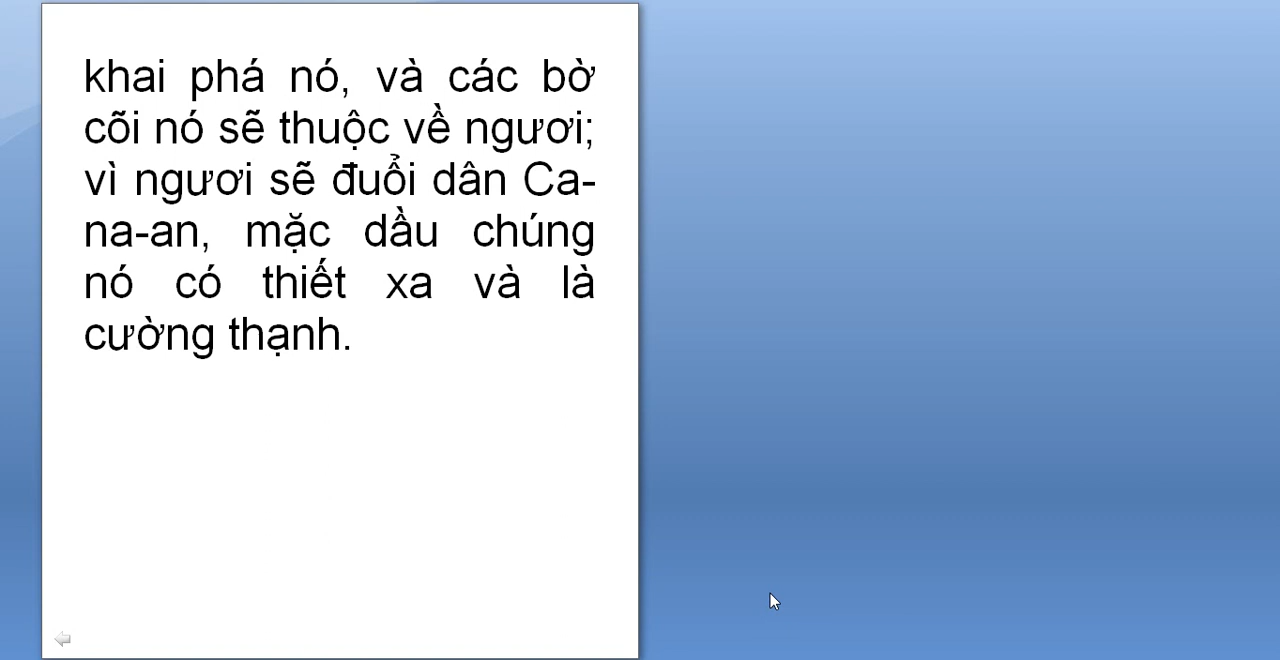 khai phá nó, và các bờ
cõi nó sẽ thuộc về ngươi;
vì ngươi sẽ đuổi dân Ca-
na-an, mặc dầu chúng
nó có thiết xa và là
cường thạnh.